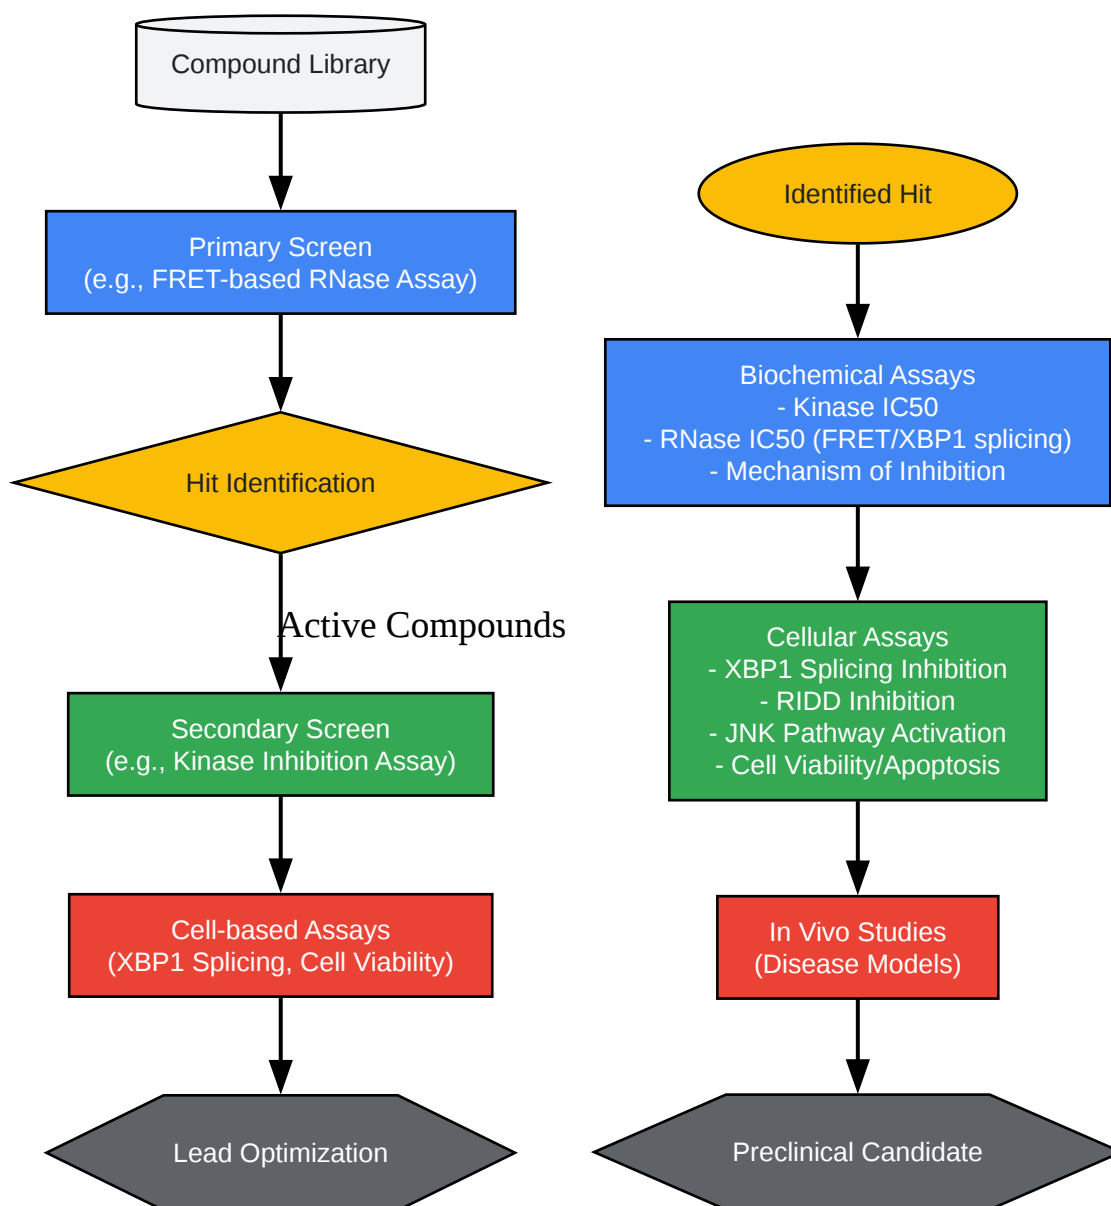 Compound Library
Primary Screen
(e.g., FRET-based RNase Assay)
Hit Identification
Active Compounds
Secondary Screen
(e.g., Kinase Inhibition Assay)
Cell-based Assays
(XBP1 Splicing, Cell Viability)
Lead Optimization
Identified Hit
Biochemical Assays
- Kinase IC50
- RNase IC50 (FRET/XBP1 splicing)
- Mechanism of Inhibition
Cellular Assays
- XBP1 Splicing Inhibition
- RIDD Inhibition
- JNK Pathway Activation
- Cell Viability/Apoptosis
In Vivo Studies
(Disease Models)
Preclinical Candidate